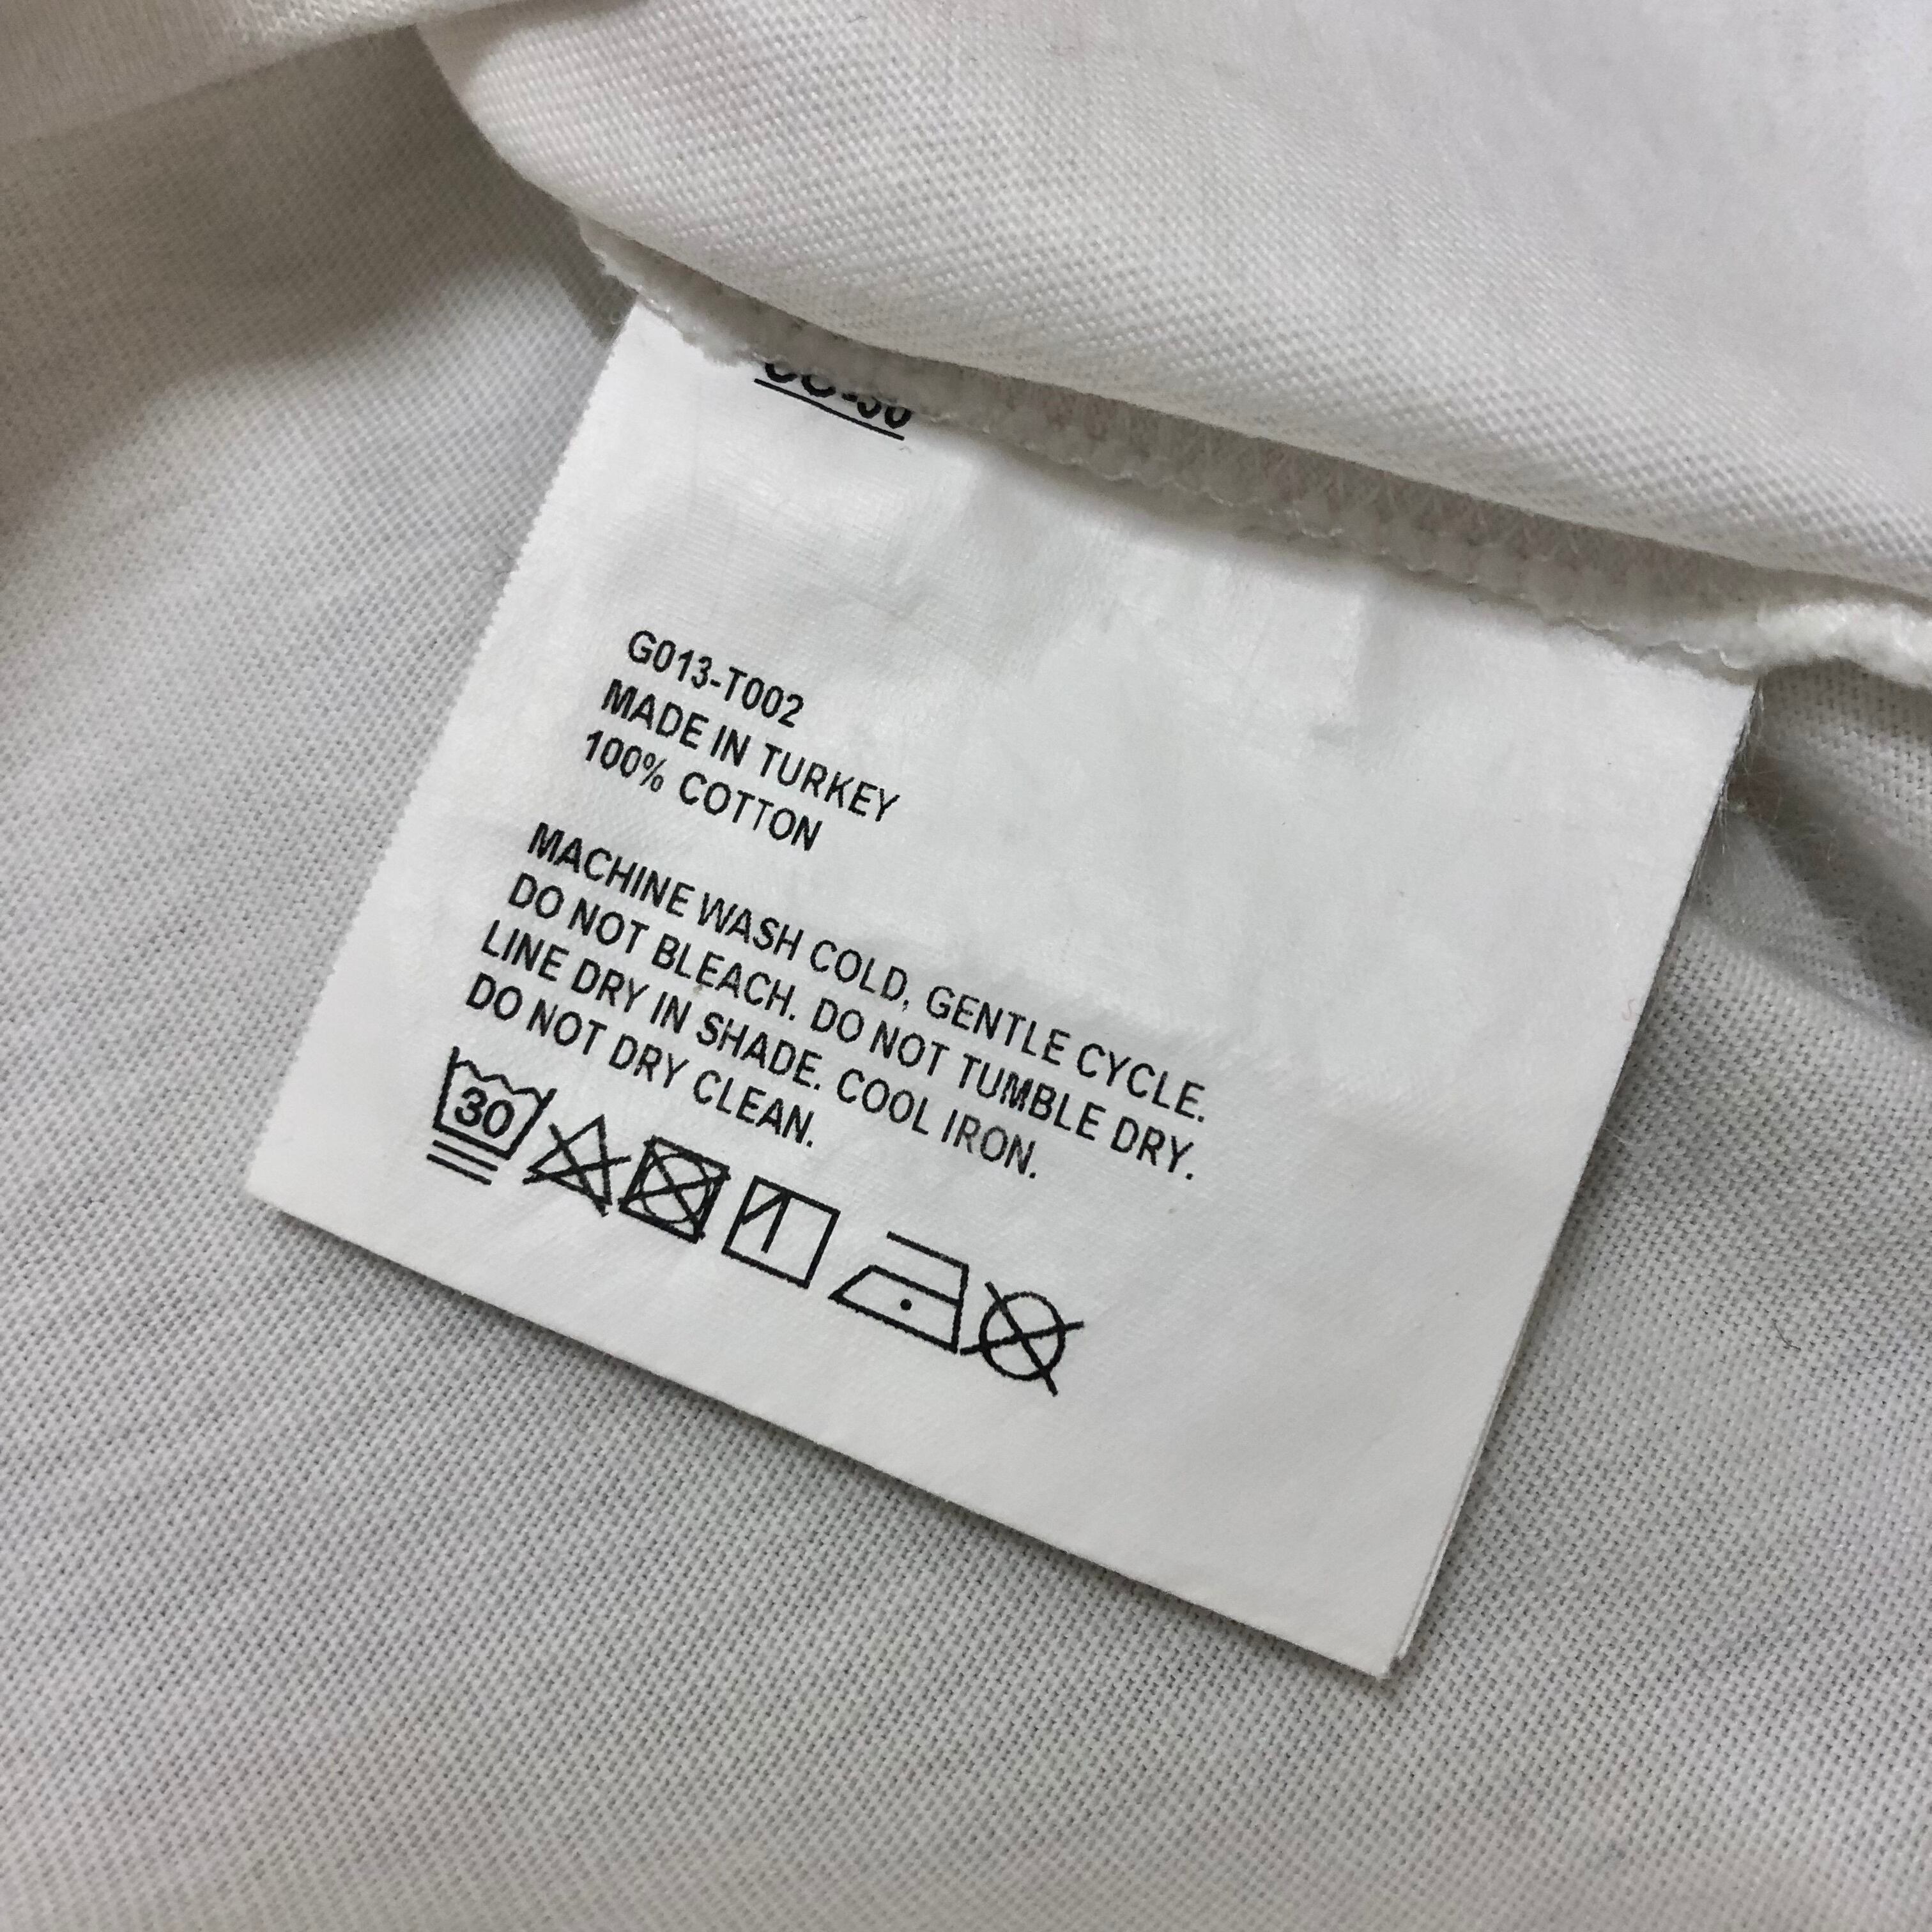 G013-T002
MADE IN TURKEY
100% COTTON
MACHINE WASH COLD, GENTLE CYCLE.
DO NOT BLEACH. DO NOT TUMBLE DRY.
LINE DRY IN SHADE. COOL IRON.
DO NOT DRY CLEAN.
30